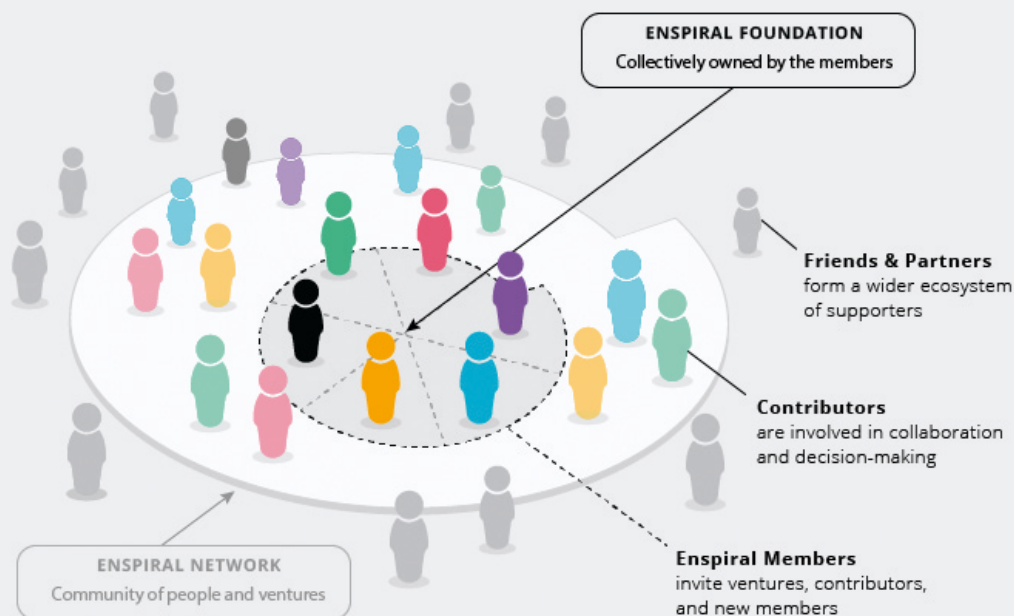 ENSPIRAL FOUNDATION
Collectively owned by the members
Friends & Partners
form a wider ecosystem
of supporters
Contributors
are involved in collaboration
and decision-making
Enspiral Members
invite ventures, contributors,
and new members
ENSPIRAL NETWORK
Community of people and ventures